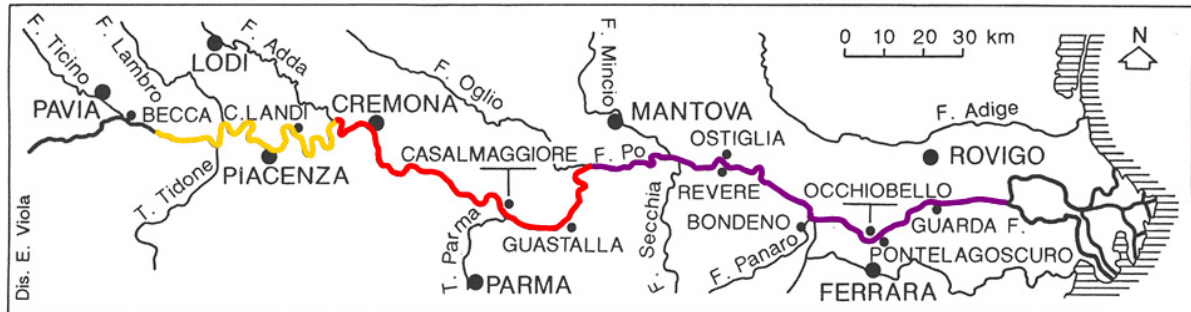 F. Ticino
F. Lambro
LODI
F. Adda
PAVIA
BECCA
C.LANDI
CREMONA
PiACENZA
T. Tidone
F. Oglio
F. Mincio
MANTOVA
0 10 20 30 km
N
F. Adige
OSTIGLIA
ROVIGO
CASALMAGGIORE
F. Po
REVERE
OCCHIOBELLO
BONDENO
GUARDA F.
T. Parma
GUASTALLA
F. Secchia
F. Panaro
PONTELAGOSCURO
PARMA
FERRARA
Dis. E. Viola